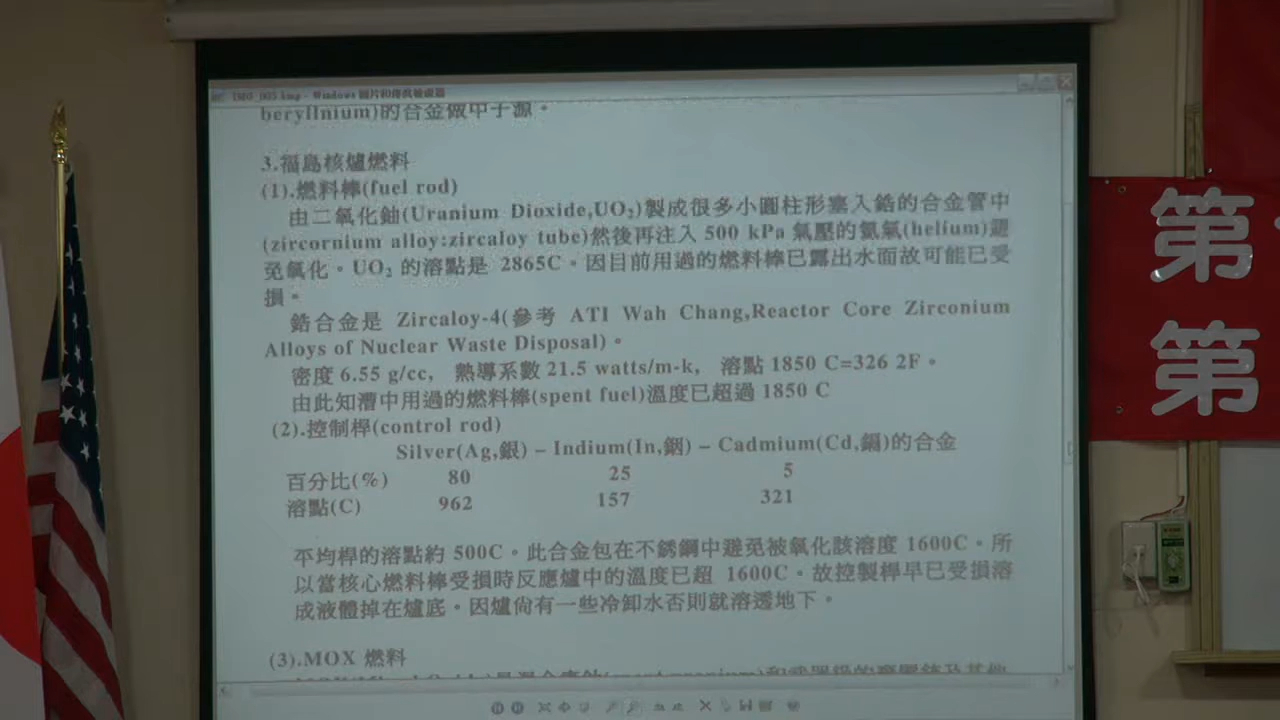 1503_003.bmp - Windows 圖片和傳真檢視器
beryllnium)的合金做中子源。
3.福島核爐燃料
(1).燃料棒(fuel rod)
由二氧化鈾(Uranium Dioxide,UO2)製成很多小圓柱形塞入鋯的合金管中
(zircornium alloy:zircaloy tube)然後再注入 500 kPa 氣壓的氦氣(helium)避
免氧化。UO2 的溶點是 2865C。因目前用過的燃料棒已露出水面故可能已受
損。
鋯合金是 Zircaloy-4(參考 ATI Wah Chang,Reactor Core Zirconium
Alloys of Nuclear Waste Disposal)。
密度 6.55 g/cc, 熱導系數 21.5 watts/m-k, 溶點 1850 C=326 2F。
由此知漕中用過的燃料棒(spent fuel)溫度已超過 1850 C
(2).控制桿(control rod)
Silver(Ag,銀) – Indium(In,銦) – Cadmium(Cd,鎘)的合金
百分比(%) 80 25 5
溶點(C) 962 157 321
平均桿的溶點約 500C。此合金包在不銹鋼中避免被氧化該溶度 1600C。所
以當核心燃料棒受損時反應爐中的溫度已超 1600C。故控製桿早已受損溶
成液體掉在爐底。因爐尚有一些冷卸水否則就溶透地下。
(3).MOX 燃料
第
第